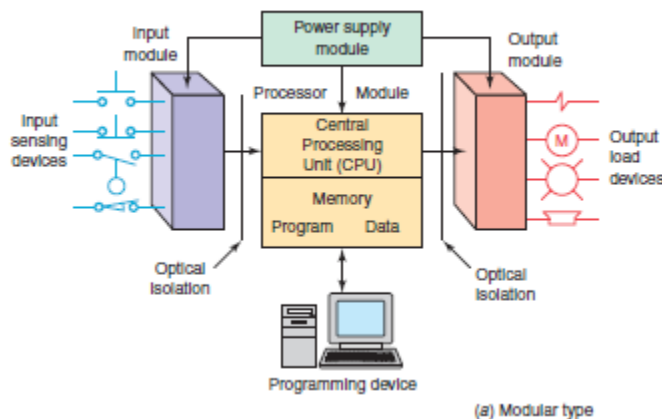 Input
module
Power supply
module
Output
module
Processor Module
Input
sensing
devices
Central
Processing
Unit (CPU)
M
Output
load
devices
Memory
Program Data
Optical
Isolation
Optical
Isolation
Programming device
(a) Modular type